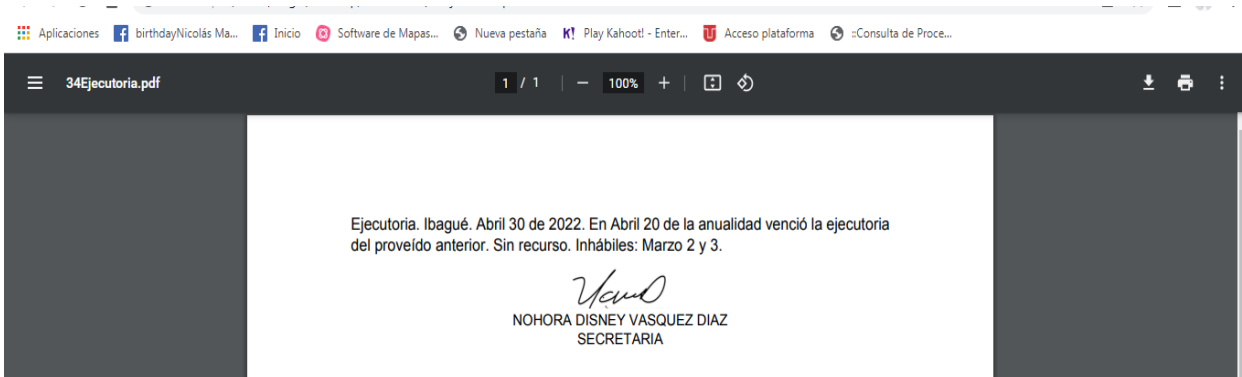 Aplicaciones birthdayNicolás Ma... Inicio Software de Mapas... Nueva pestaña K! Play Kahoot! - Enter... Acceso plataforma ::Consulta de Proce...
34Ejecutoria.pdf 1 / 1 100%
Ejecutoria. Ibagué. Abril 30 de 2022. En Abril 20 de la anualidad venció la ejecutoria
del proveído anterior. Sin recurso. Inhábiles: Marzo 2 y 3.
NOHORA DISNEY VASQUEZ DIAZ
SECRETARIA